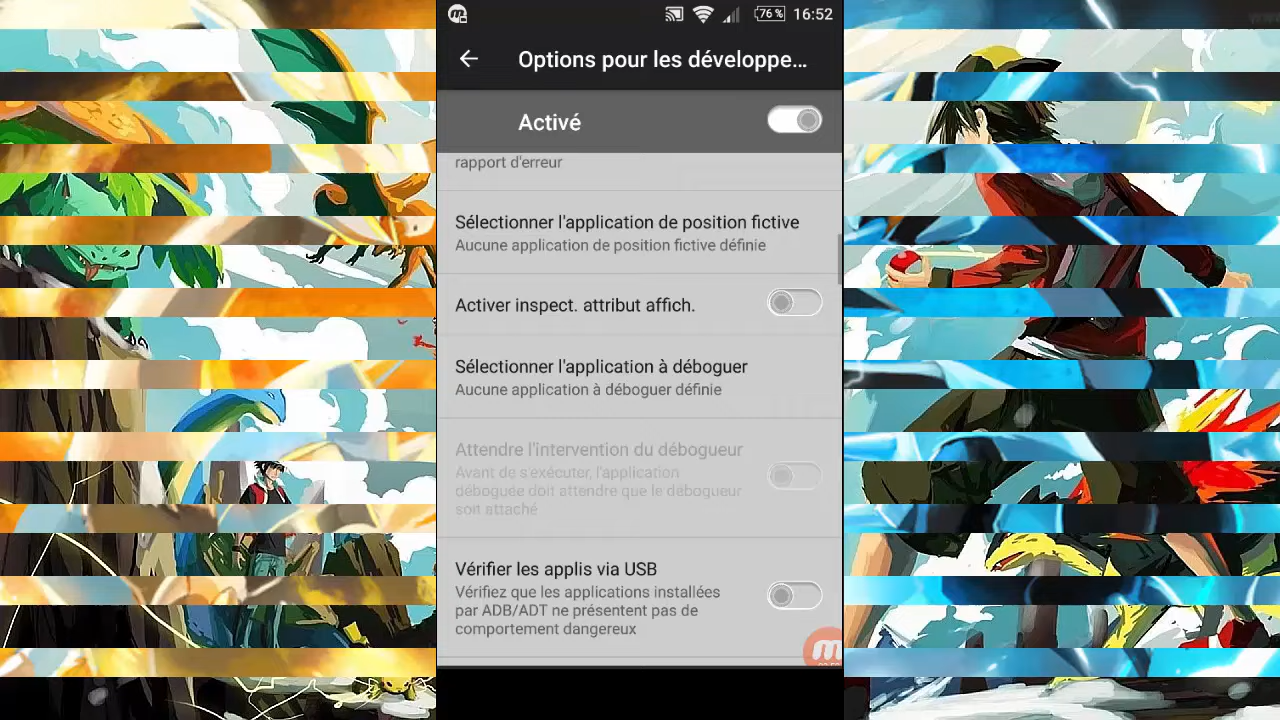 76 %
16:52
Options pour les développe...
Activé
rapport d'erreur
Sélectionner l'application de position fictive
Aucune application de position fictive définie
Activer inspect. attribut affich.
Sélectionner l'application à déboguer
Aucune application à déboguer définie
Attendre l'intervention du débogueur
Avant de s'exécuter, l'application
déboguée doit attendre que le débogueur
soit attaché
Vérifier les applis via USB
Vérifiez que les applications installées
par ADB/ADT ne présentent pas de
comportement dangereux